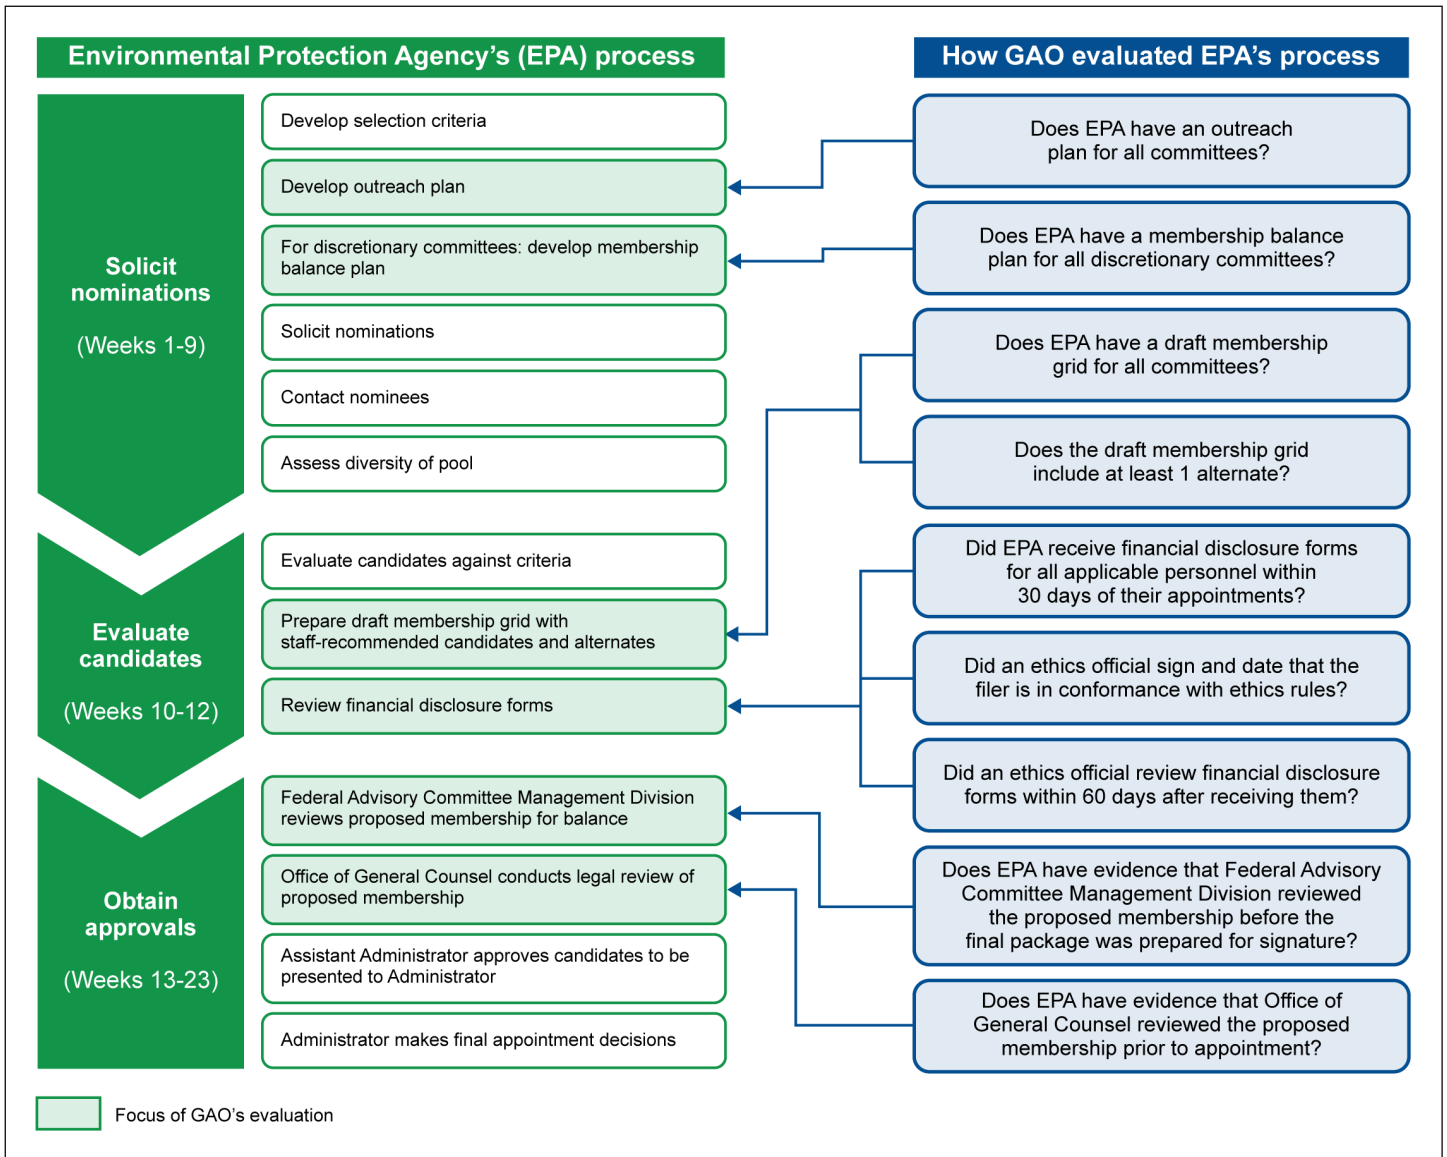 Environmental Protection Agency's (EPA) process
Solicit
nominations
(Weeks 1-9)
Develop selection criteria
Develop outreach plan
For discretionary committees: develop membership
balance plan
Solicit nominations
Contact nominees
Assess diversity of pool
Evaluate
candidates
(Weeks 10-12)
Evaluate candidates against criteria
Prepare draft membership grid with
staff-recommended candidates and alternates
Review financial disclosure forms
Obtain
approvals
(Weeks 13-23)
Federal Advisory Committee Management Division
reviews proposed membership for balance
Office of General Counsel conducts legal review of
proposed membership
Assistant Administrator approves candidates to be
presented to Administrator
Administrator makes final appointment decisions
How GAO evaluated EPA's process
Does EPA have an outreach
plan for all committees?
Does EPA have a membership balance
plan for all discretionary committees?
Does EPA have a draft membership
grid for all committees?
Does the draft membership grid
include at least 1 alternate?
Did EPA receive financial disclosure forms
for all applicable personnel within
30 days of their appointments?
Did an ethics official sign and date that the
filer is in conformance with ethics rules?
Did an ethics official review financial disclosure
forms within 60 days after receiving them?
Does EPA have evidence that Federal Advisory
Committee Management Division reviewed
the proposed membership before the
final package was prepared for signature?
Does EPA have evidence that Office of
General Counsel reviewed the proposed
membership prior to appointment?
Focus of GAO's evaluation